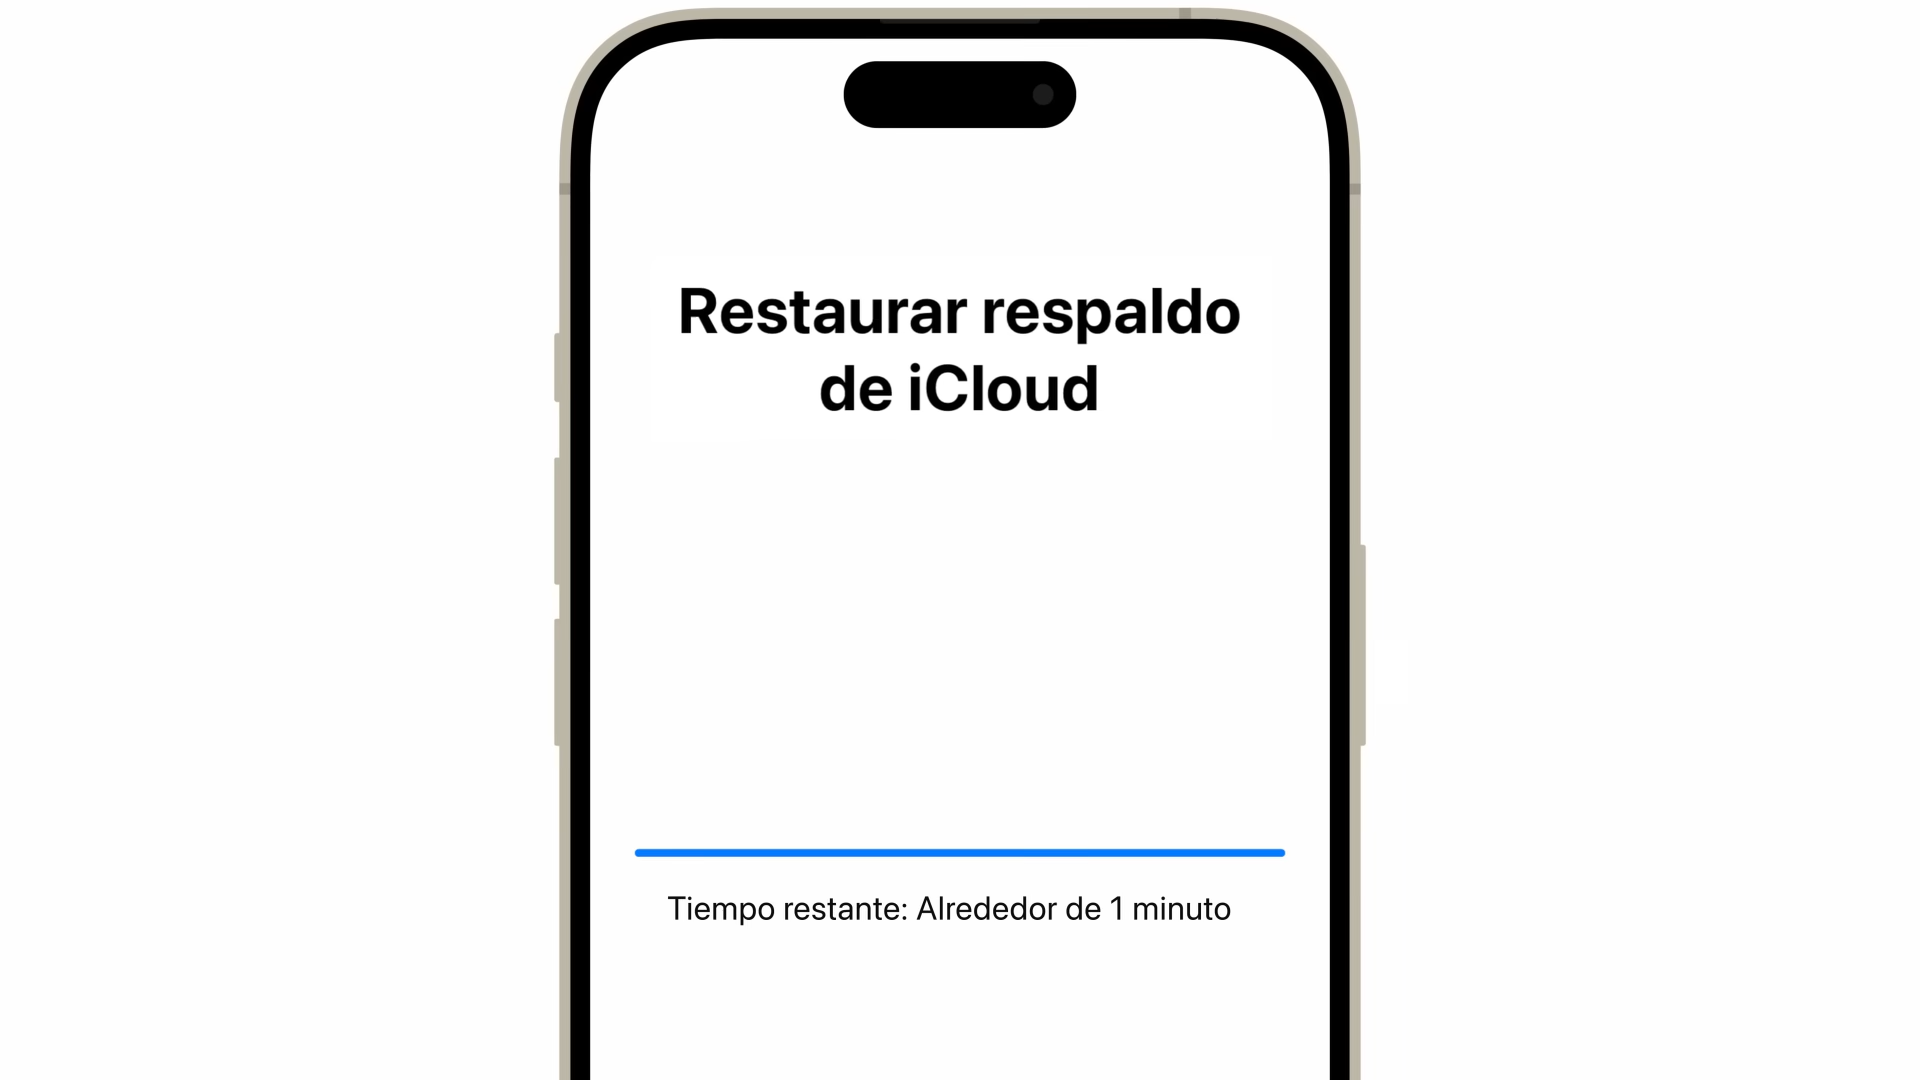 Restaurar respaldo
de iCloud
Tiempo restante: Alrededor de 1 minuto